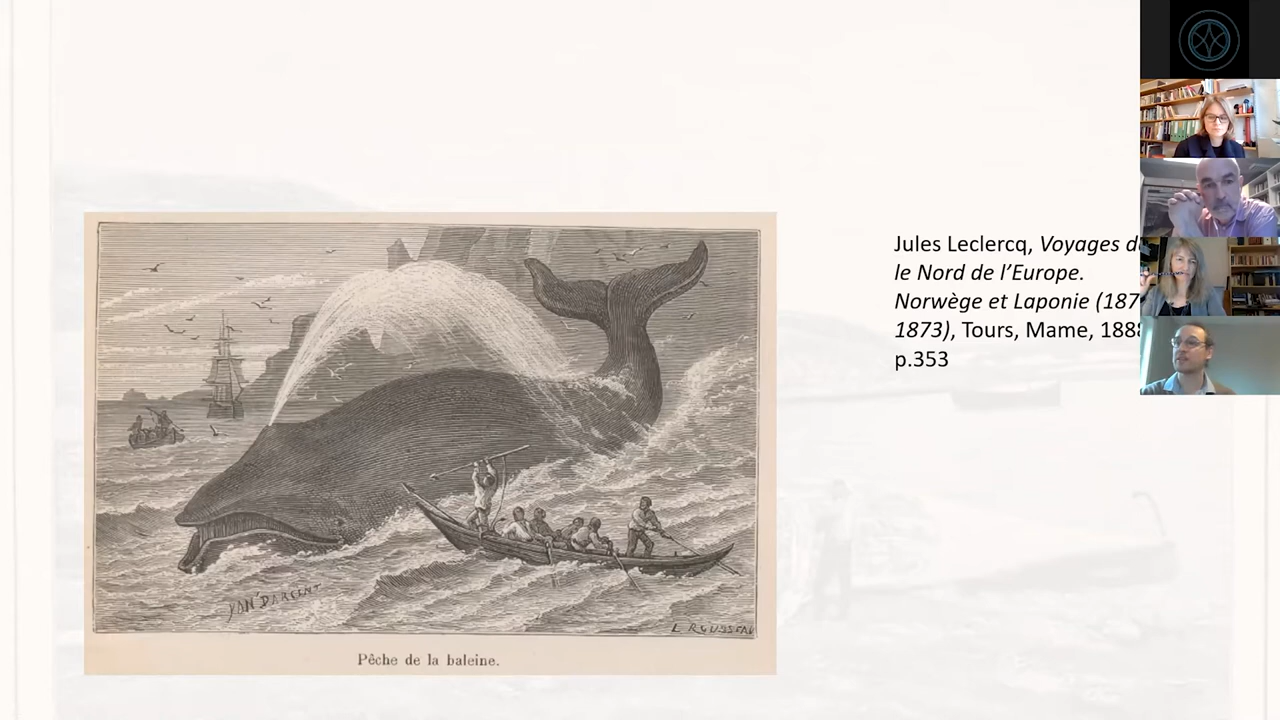 Jules Leclercq, Voyages
le Nord de l'Europe.
Norwège et Laponie (187
1873), Tours, Mame, 188
p.353
YAN' DARGENT
L ROUSSEAU
Pêche de la baleine.